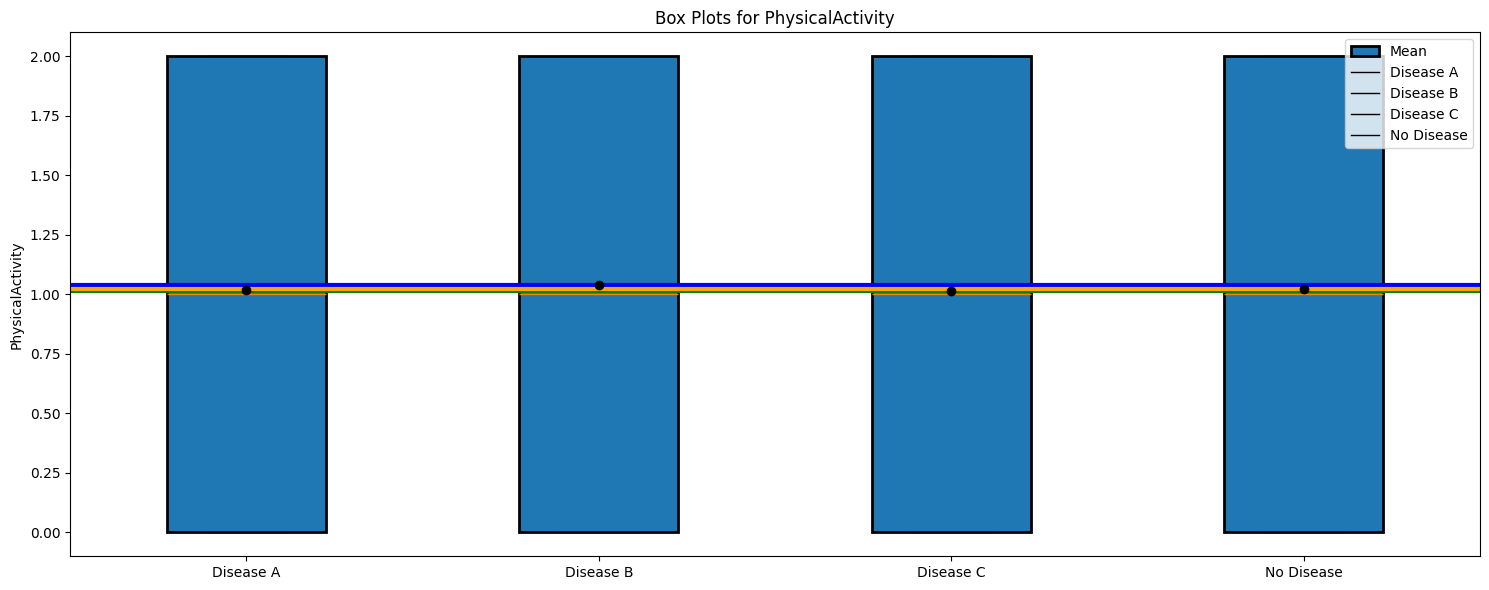 Box Plots for PhysicalActivity
Mean
Disease A
Disease B
Disease C
No Disease
PhysicalActivity
2.00
1.75
1.50
1.25
1.00
0.75
0.50
0.25
0.00
Disease A
Disease B
Disease C
No Disease